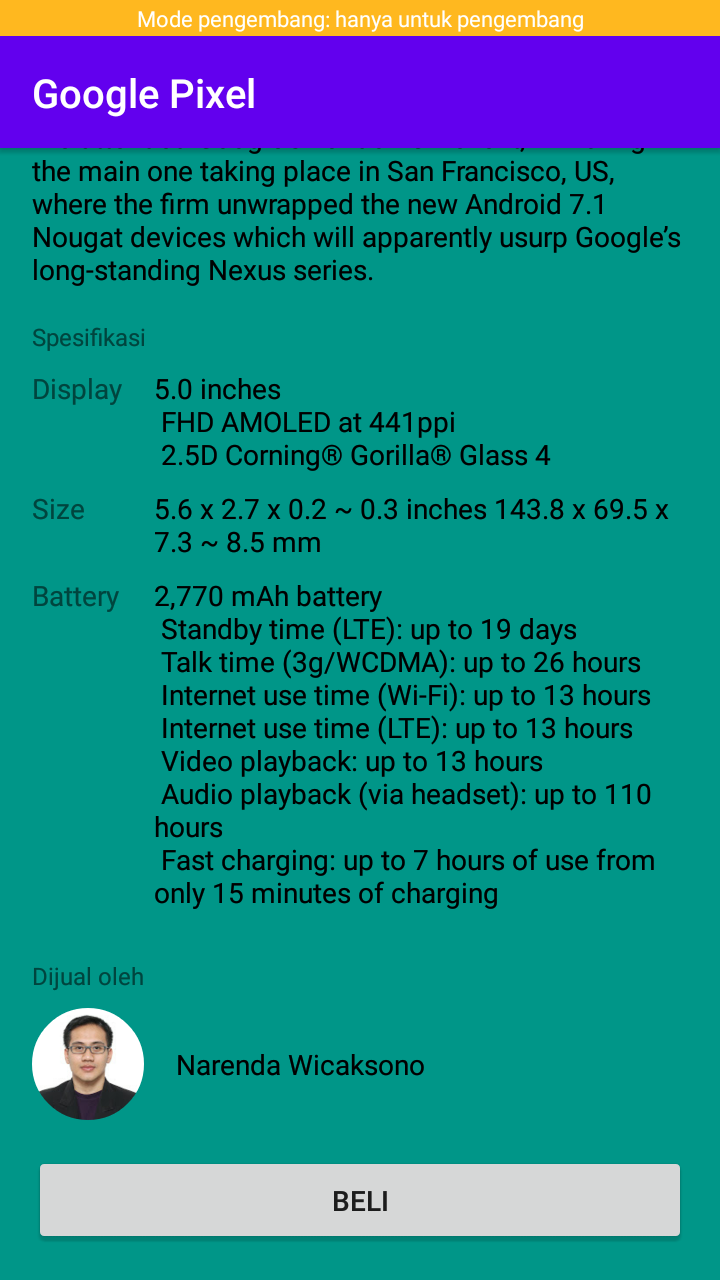 Mode pengembang: hanya untuk pengembang
Google Pixel
the main one taking place in San Francisco, US,
where the firm unwrapped the new Android 7.1
Nougat devices which will apparently usurp Google's
long-standing Nexus series.
Spesifikasi
Display
5.0 inches
FHD AMOLED at 441ppi
2.5D Corning® Gorilla® Glass 4
Size
5.6 x 2.7 x 0.2 ~ 0.3 inches 143.8 x 69.5 x
7.3 ~ 8.5 mm
Battery
2,770 mAh battery
Standby time (LTE): up to 19 days
Talk time (3g/WCDMA): up to 26 hours
Internet use time (Wi-Fi): up to 13 hours
Internet use time (LTE): up to 13 hours
Video playback: up to 13 hours
Audio playback (via headset): up to 110
hours
Fast charging: up to 7 hours of use from
only 15 minutes of charging
Dijual oleh
Narenda Wicaksono
BELI